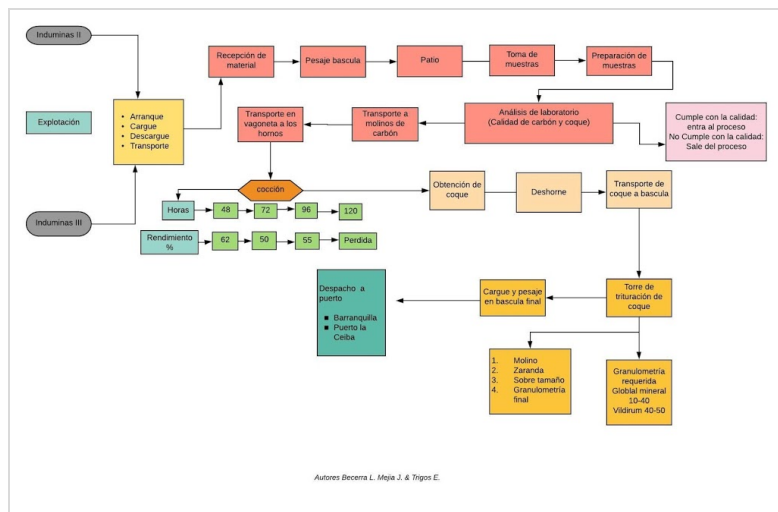 Induminas II
Explotación
Arranque
Cargue
Descargue
Transporte
Induminas III
Recepción de
material
Pesaje bascula
Patio
Toma de
muestras
Preparación de
muestras
Transporte en
vagoneta a los
hornos
Transporte a
molinos de
carbón
Análisis de laboratorio
(Calidad de carbón y coque)
Cumple con la calidad:
entra al proceso
No Cumple con la calidad:
Sale del proceso
cocción
Horas
48
72
96
120
Rendimiento
%
62
50
55
Perdida
Obtención de
coque
Deshorne
Transporte de
coque a bascula
Despacho a
puerto
Barranquilla
Puerto la
Ceiba
Cargue y pesaje
en bascula final
Torre de
trituración de
coque
1. Molino
2. Zaranda
3. Sobre tamaño
4. Granulometría
final
Granulometría
requerida
Globlal mineral
10-40
Vildirum 40-50
Autores Becerra L. Mejia J. & Trigos E.